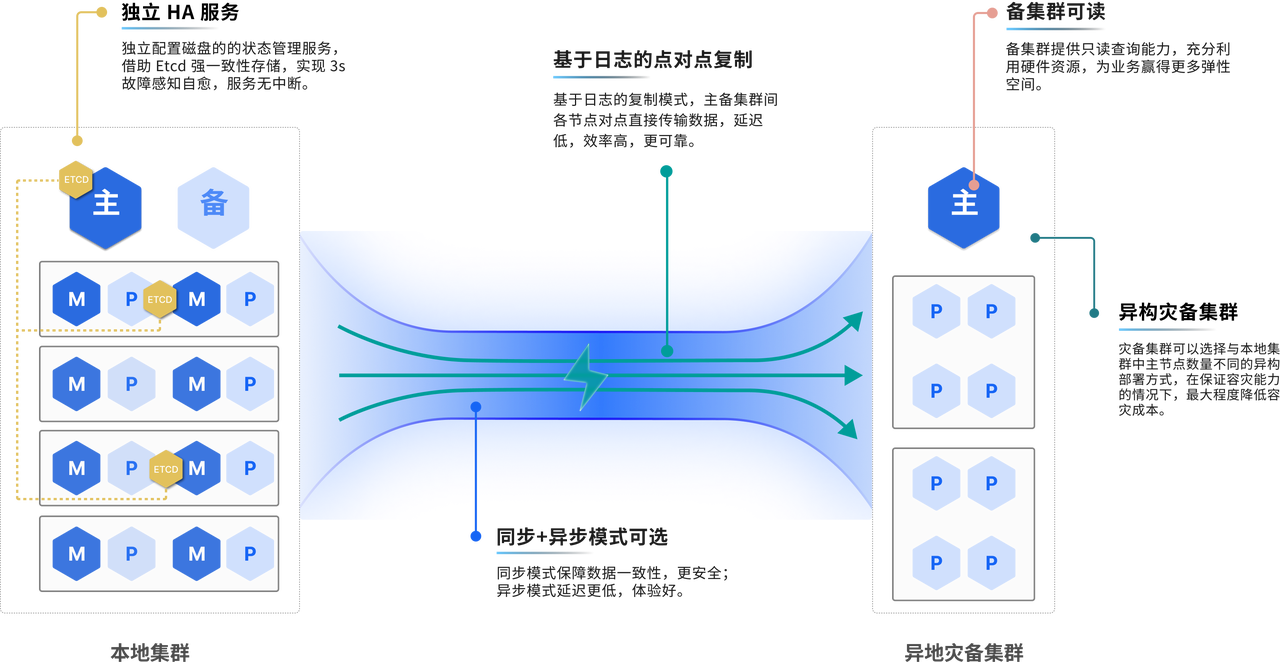 独立 HA 服务
独立配置磁盘的的状态管理服务，
借助 Etcd 强一致性存储，实现 3s
故障感知自愈，服务无中断。
基于日志的点对点复制
基于日志的复制模式，主备集群间
各节点对点直接传输数据，延迟
低，效率高，更可靠。
备集群可读
备集群提供只读查询能力，充分利
用硬件资源，为业务赢得更多弹性
空间。
ETCD
主
备
M P ETCD M P
M P M P
M P ETCD M P
M P M P
本地集群
同步+异步模式可选
同步模式保障数据一致性，更安全；
异步模式延迟更低，体验好。
主
P P
P P
P P
P P
异地灾备集群
异构灾备集群
灾备集群可以选择与本地集
群中主节点数量不同的异构
部署方式，在保证容灾能力
的情况下，最大程度降低容
灾成本。